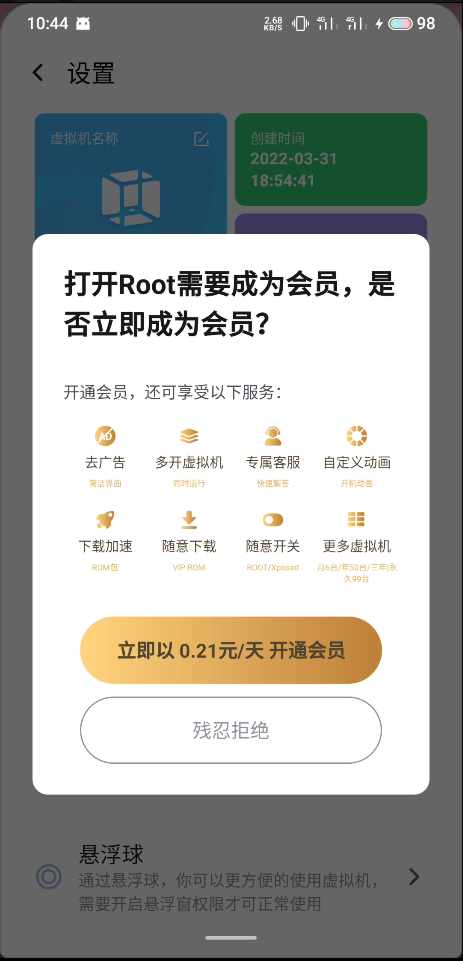 10:44
2.68
KB/S
4G
4G
98
设置
虚拟机名称
创建时间
2022-03-31
18:54:41
打开Root需要成为会员，是
否立即成为会员？
开通会员，还可享受以下服务：
AD
去广告
多开虚拟机
专属客服
自定义动画
简洁界面
同时运行
快速解答
开机动画
下载加速
随意下载
随意开关
更多虚拟机
ROM包
VIP ROM
ROOT/Xposed
月6台/年50台/三年|永
久99台
立即以 0.21元/天 开通会员
残忍拒绝
悬浮球
通过悬浮球，你可以更方便的使用虚拟机，
需要开启悬浮窗权限才可正常使用